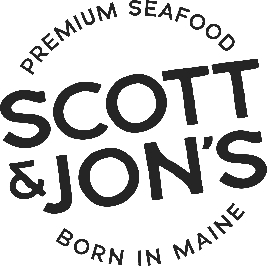 PREMIUM SEAFOOD
SCOTT
& JON'S
BORN IN MAINE